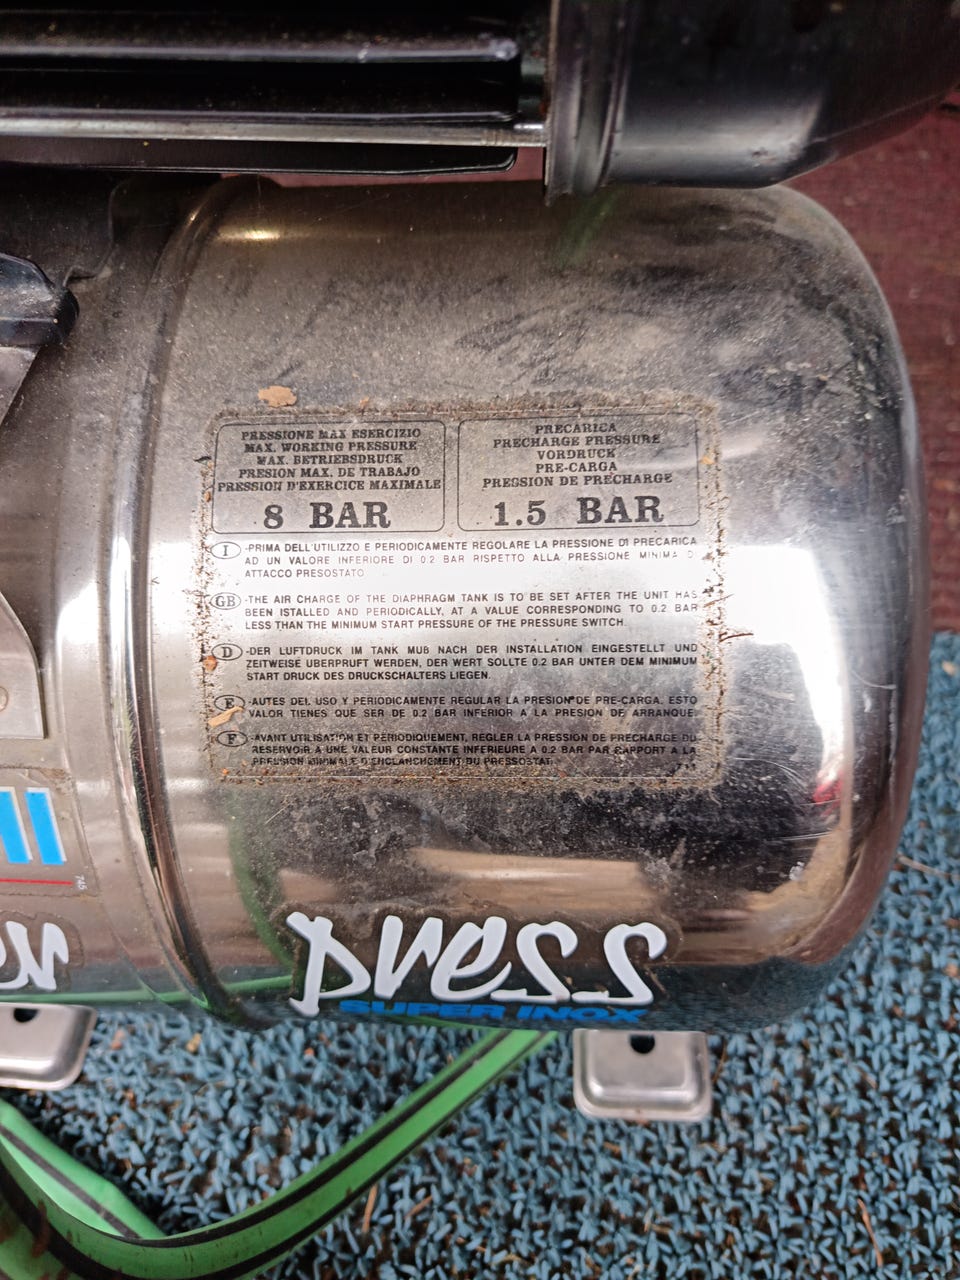 PRESSIONE MAX ESERCIZIO
MAX. WORKING PRESSURE
MAX. BETRIEBSDRUCK
PRESION MAX. DE TRABAJO
PRESSION D'EXERCICE MAXIMALE
8 BAR
PRECARICA
PRECHARGE PRESSURE
VORDRUCK
PRE-CARGA
PRESSION DE PRECHARGE
1.5 BAR
I -PRIMA DELL'UTILIZZO E PERIODICAMENTE REGOLARE LA PRESSIONE DI PRECARICA
AD UN VALORE INFERIORE DI 0.2 BAR RISPETTO ALLA PRESSIONE MINIMA DI
ATTACCO PRESOSTATO
GB -THE AIR CHARGE OF THE DIAPHRAGM TANK IS TO BE SET AFTER THE UNIT HAS
BEEN ISTALLED AND PERIODICALLY, AT A VALUE CORRESPONDING TO 0.2 BAR
LESS THAN THE MINIMUM START PRESSURE OF THE PRESSURE SWITCH.
D -DER LUFTDRUCK IM TANK MUß NACH DER INSTALLATION EINGESTELLT UND
ZEITWEISE UBERPRUFT WERDEN, DER WERT SOLLTE 0.2 BAR UNTER DEM MINIMUM
START DRUCK DES DRUCKSCHALTERS LIEGEN.
E -AUTES DEL USO Y PERIODICAMENTE REGULAR LA PRESION DE PRE-CARGA. ESTO
VALOR TIENES QUE SER DE 0.2 BAR INFERIOR A LA PRESION DE ARRANQUE.
F -AVANT UTILISATION ET PERIODIQUEMENT, REGLER LA PRESSION DE PRECHARGE DU
RESERVOIR A UNE VALEUR CONSTANTE INFERIEURE A 0.2 BAR PAR RAPPORT A LA
PRESSION MINIMALE D'ENCLANCHEMENT DU PRESSOSTAT.
745
press
SUPER INOX